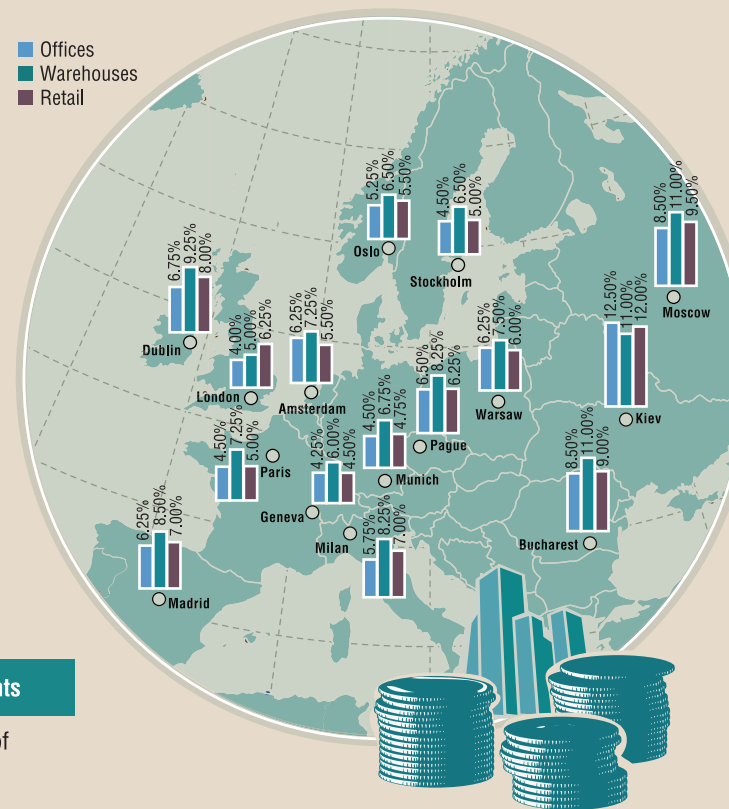 Offices
Warehouses
Retail
5.25% 6.50% 5.50%
Oslo
4.50% 6.50% 5.00%
Stockholm
8.50% 11.00% 9.50%
Moscow
6.75% 9.25% 8.00%
Dublin
4.00% 5.00% 6.25%
London
6.25% 7.25% 5.50%
Amsterdam
6.25% 7.50% 6.00%
Warsaw
12.50% 11.00% 12.00%
Kiev
6.50% 8.25% 6.25%
Pague
4.50% 6.75% 4.75%
Munich
4.50% 7.25% 5.00%
Paris
4.25% 6.00% 4.50%
Geneva
8.50% 11.00% 9.00%
Bucharest
5.75% 8.25% 7.00%
Milan
6.25% 8.50% 7.00%
Madrid
nts
of